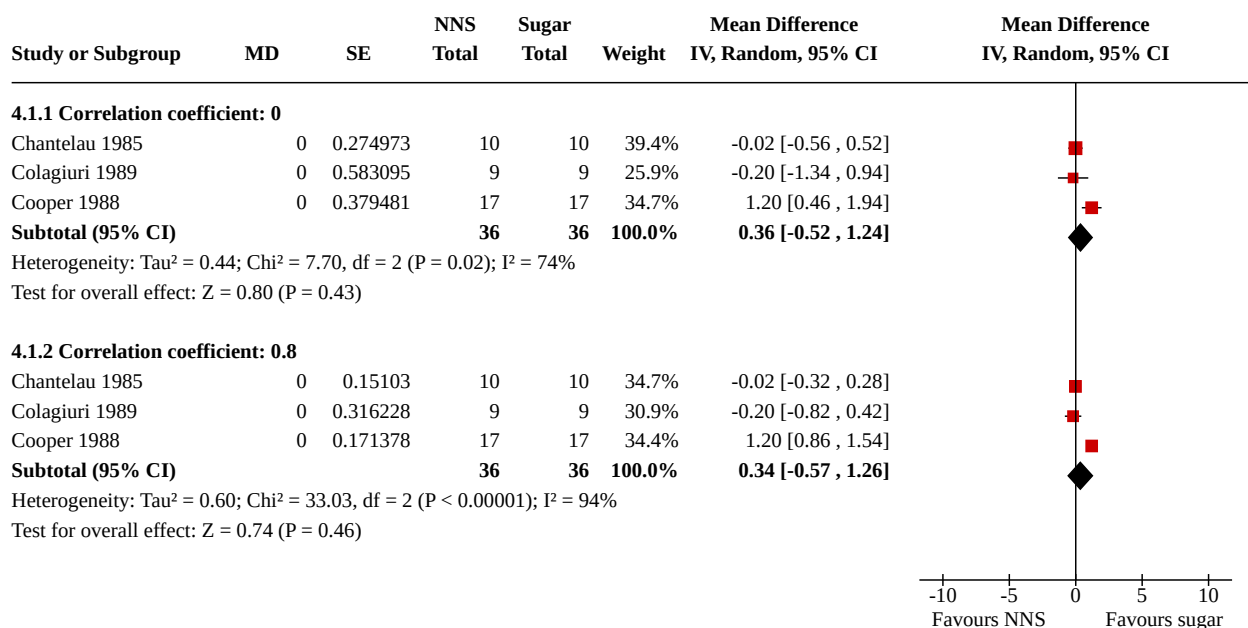 NNS Sugar Mean Difference Mean Difference
Study or Subgroup MD SE Total Total Weight IV, Random, 95% CI IV, Random, 95% CI
4.1.1 Correlation coefficient: 0
Chantelau 1985 0 0.274973 10 10 39.4% -0.02 [-0.56 , 0.52]
Colagiuri 1989 0 0.583095 9 9 25.9% -0.20 [-1.34 , 0.94]
Cooper 1988 0 0.379481 17 17 34.7% 1.20 [0.46 , 1.94]
Subtotal (95% CI) 36 36 100.0% 0.36 [-0.52 , 1.24]
Heterogeneity: Tau² = 0.44; Chi² = 7.70, df = 2 (P = 0.02); I² = 74%
Test for overall effect: Z = 0.80 (P = 0.43)
4.1.2 Correlation coefficient: 0.8
Chantelau 1985 0 0.15103 10 10 34.7% -0.02 [-0.32 , 0.28]
Colagiuri 1989 0 0.316228 9 9 30.9% -0.20 [-0.82 , 0.42]
Cooper 1988 0 0.171378 17 17 34.4% 1.20 [0.86 , 1.54]
Subtotal (95% CI) 36 36 100.0% 0.34 [-0.57 , 1.26]
Heterogeneity: Tau² = 0.60; Chi² = 33.03, df = 2 (P < 0.00001); I² = 94%
Test for overall effect: Z = 0.74 (P = 0.46)
-10 -5 0 5 10
Favours NNS Favours sugar